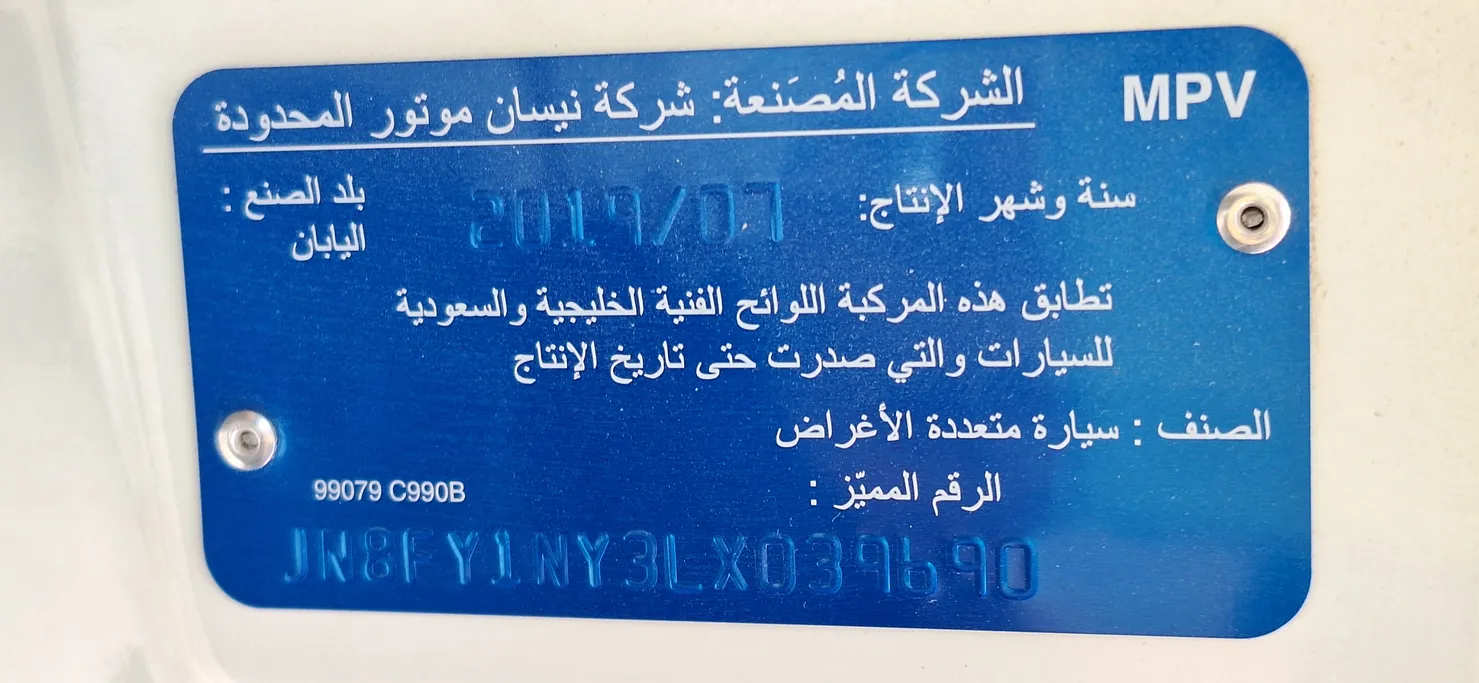 MPV
الشركة المُصَنعة: شركة نيسان موتور المحدودة
سنة وشهر الإنتاج: 2019/07
بلد الصنع :
اليابان
تطابق هذه المركبة اللوائح الفنية الخليجية والسعودية
للسيارات والتي صدرت حتى تاريخ الإنتاج
الصنف : سيارة متعددة الأغراض
الرقم المميّز :
99079 C990B
JN8FY1NY3LX039690